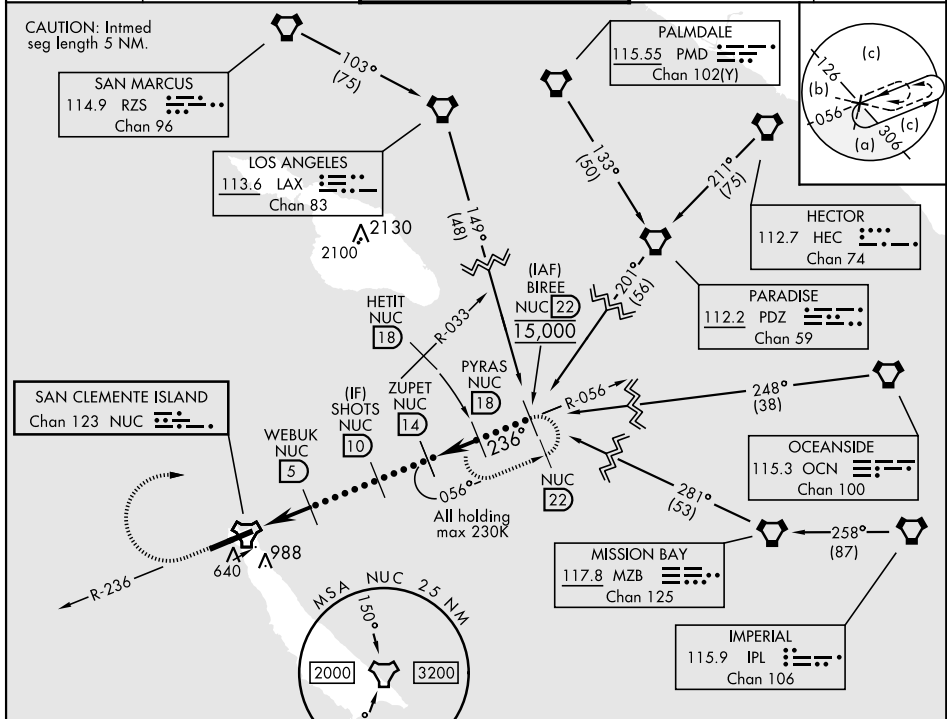 CAUTION: Intmed
seg length 5 NM.
SAN MARCUS
114.9 RZS
Chan 96
103°
(75)
LOS ANGELES
113.6 LAX
Chan 83
2130
2100
149°
(48)
PALMDALE
115.55 PMD
Chan 102(Y)
133°
(50)
211°
(75)
126
(c)
(b)
056
(c)
(a)
306
HECTOR
112.7 HEC
Chan 74
PARADISE
112.2 PDZ
Chan 59
201°
(56)
(IAF)
BIREE
NUC 22
15,000
HETIT
NUC
18
R-033
PYRAS
NUC
18
ZUPET
NUC
14
(IF)
SHOTS
NUC
10
WEBUK
NUC
5
SAN CLEMENTE ISLAND
Chan 123 NUC
R-056
236°
056°
NUC
22
All holding
max 230K
248°
(38)
OCEANSIDE
115.3 OCN
Chan 100
281°
(53)
258°
(87)
MISSION BAY
117.8 MZB
Chan 125
IMPERIAL
115.9 IPL
Chan 106
R-236
640
988
MSA NUC 25 NM
150°
2000
3200